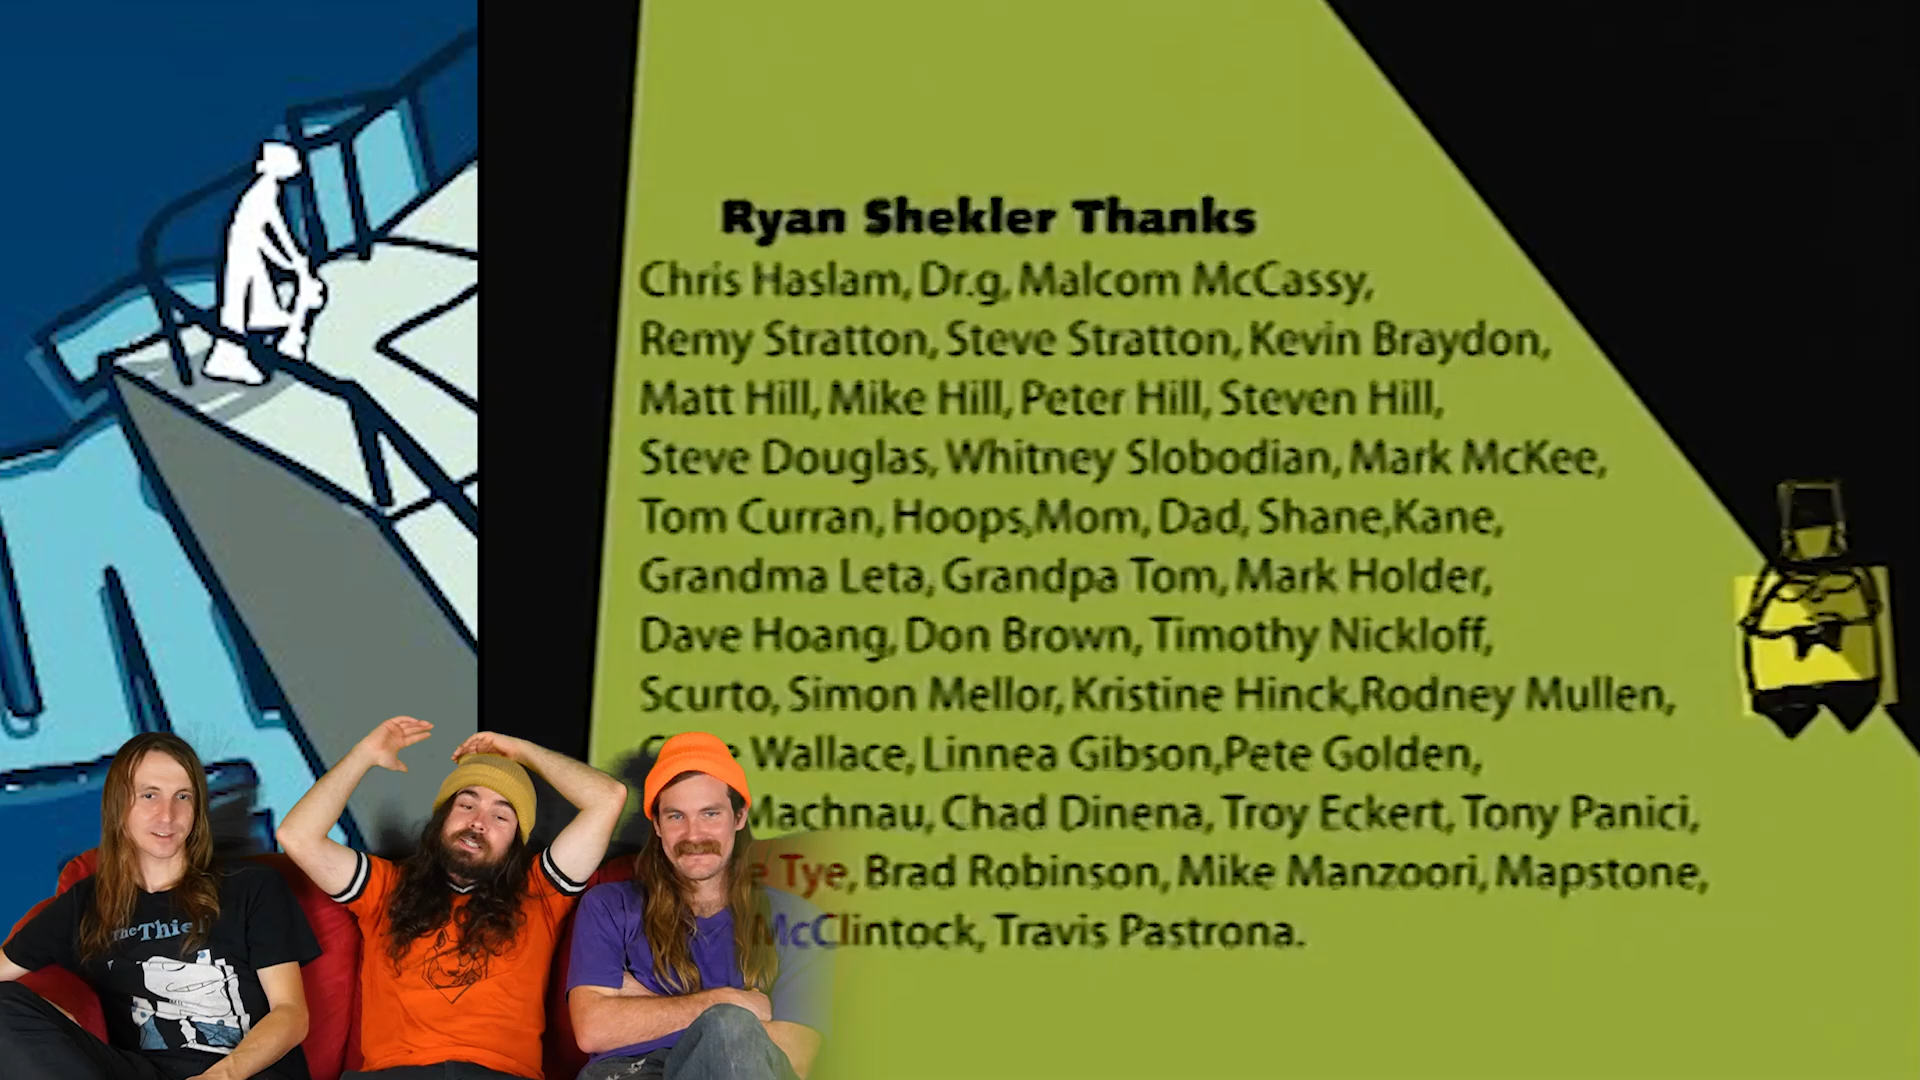 Ryan Shekler Thanks
Chris Haslam, Dr.g, Malcom McCassy,
Remy Stratton, Steve Stratton, Kevin Braydon,
Matt Hill, Mike Hill, Peter Hill, Steven Hill,
Steve Douglas, Whitney Slobodian, Mark McKee,
Tom Curran, Hoops,Mom, Dad, Shane,Kane,
Grandma Leta, Grandpa Tom, Mark Holder,
Dave Hoang, Don Brown, Timothy Nickloff,
Scurto, Simon Mellor, Kristine Hinck,Rodney Mullen,
Wallace, Linnea Gibson,Pete Golden,
Machnau, Chad Dinena, Troy Eckert, Tony Panici,
Tye, Brad Robinson, Mike Manzoori, Mapstone,
McClintock, Travis Pastrona.
The Thief